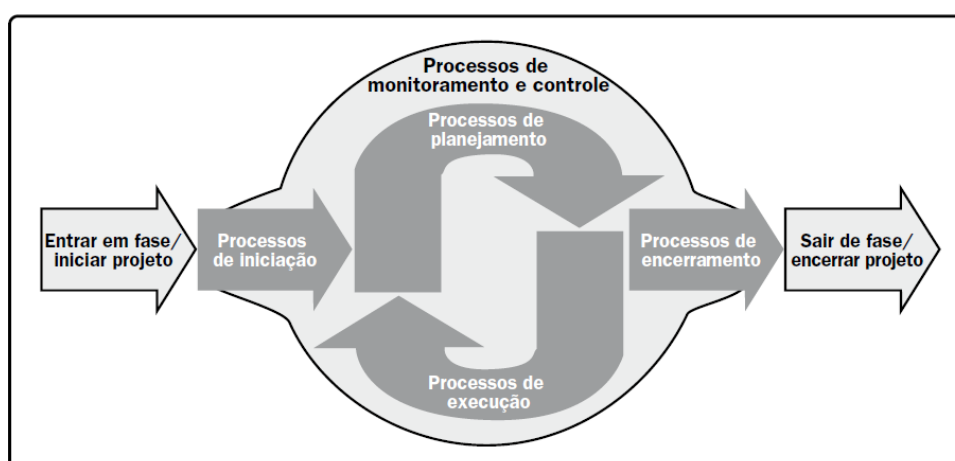 Processos de
monitoramento e controle
Processos de
planejamento
Entrar em fase/
iniciar projeto
Processos
de iniciação
Processos de
encerramento
Sair de fase/
encerrar projeto
Processos de
execução